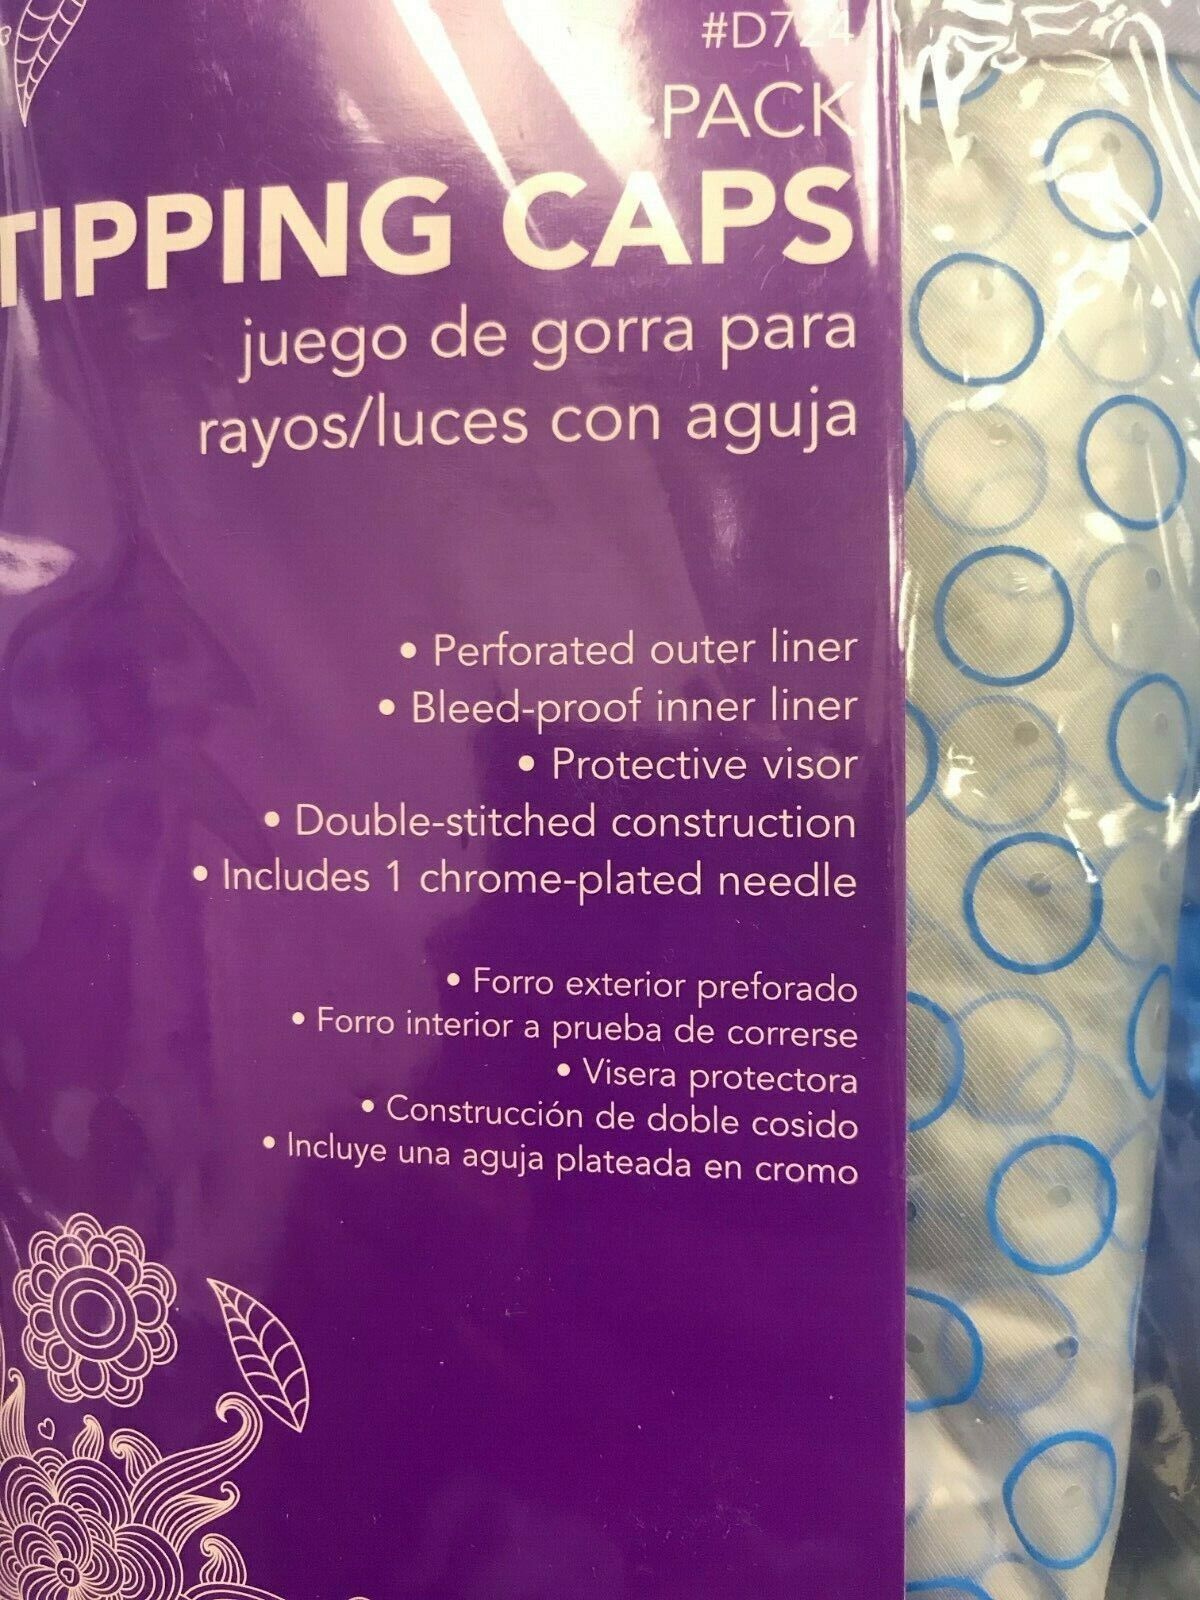 #D724
PACK
TIPPING CAPS
juego de gorra para
rayos/luces con aguja
• Perforated outer liner
• Bleed-proof inner liner
• Protective visor
• Double-stitched construction
• Includes 1 chrome-plated needle
• Forro exterior preforado
• Forro interior a prueba de correrse
• Visera protectora
• Construcción de doble cosido
• Incluye una aguja plateada en cromo